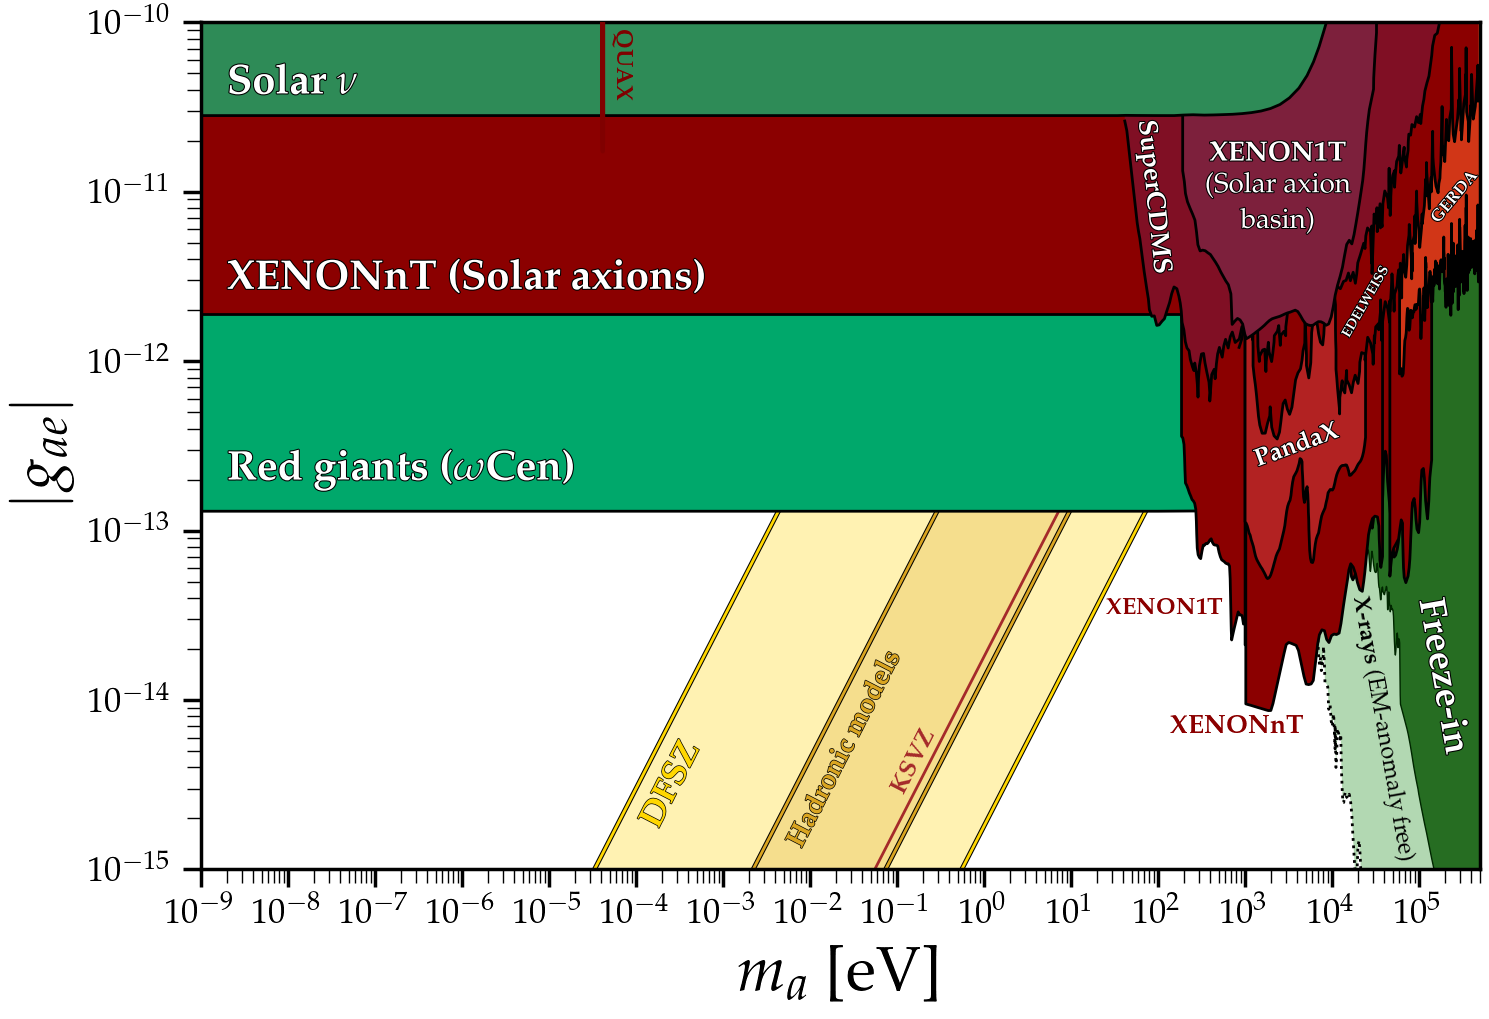 10⁻¹⁰
10⁻¹¹
10⁻¹²
10⁻¹³
10⁻¹⁴
10⁻¹⁵
|gₐₑ|
Solar ν
QUAX
XENONnT (Solar axions)
Red giants (ωCen)
SuperCDMS
XENON1T
(Solar axion
basin)
GERDA
EDELWEISS
PandaX
XENON1T
XENONnT
X-rays (EM-anomaly free)
Freeze-in
DFSZ
Hadronic models
KSVZ
10⁻⁹ 10⁻⁸ 10⁻⁷ 10⁻⁶ 10⁻⁵ 10⁻⁴ 10⁻³ 10⁻² 10⁻¹ 10⁰ 10¹ 10² 10³ 10⁴ 10⁵
mₐ [eV]